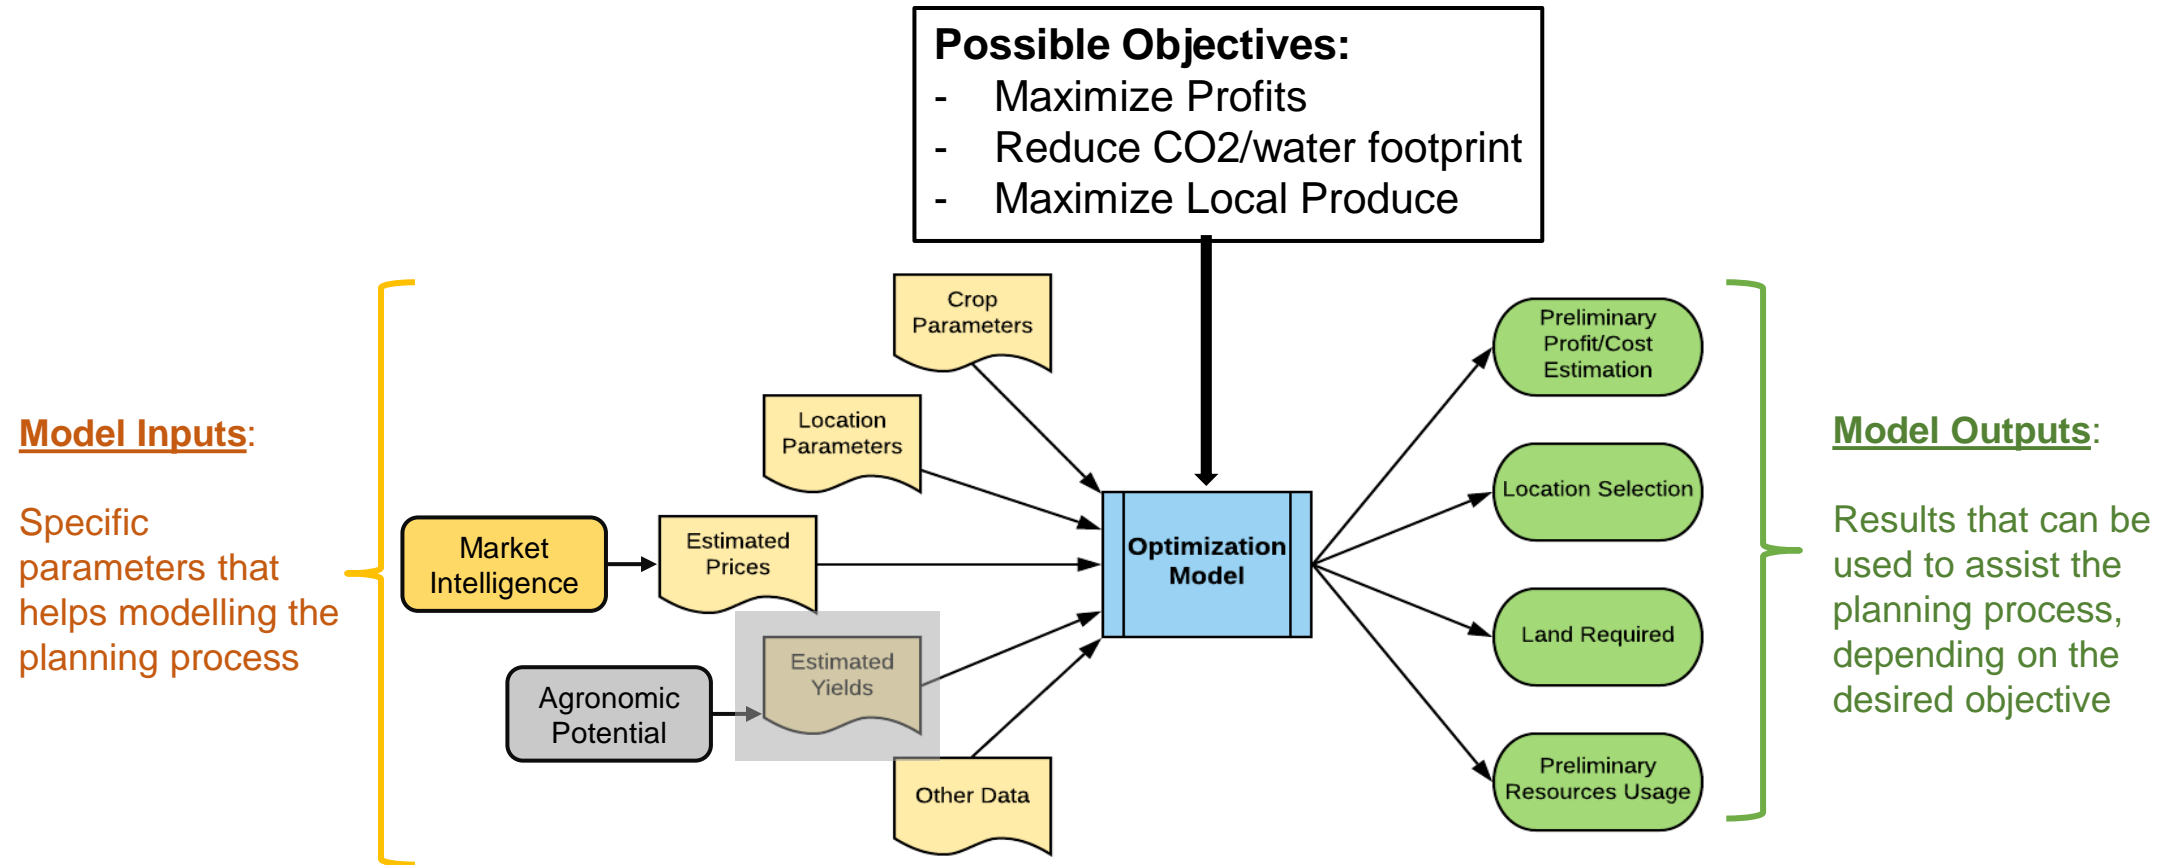 Possible Objectives:
- Maximize Profits
- Reduce CO2/water footprint
- Maximize Local Produce
Model Inputs:
Specific
parameters that
helps modelling the
planning process
Crop
Parameters
Location
Parameters
Market
Intelligence
Estimated
Prices
Agronomic
Potential
Estimated
Yields
Other Data
Optimization
Model
Preliminary
Profit/Cost
Estimation
Location Selection
Land Required
Preliminary
Resources Usage
Model Outputs:
Results that can be
used to assist the
planning process,
depending on the
desired objective